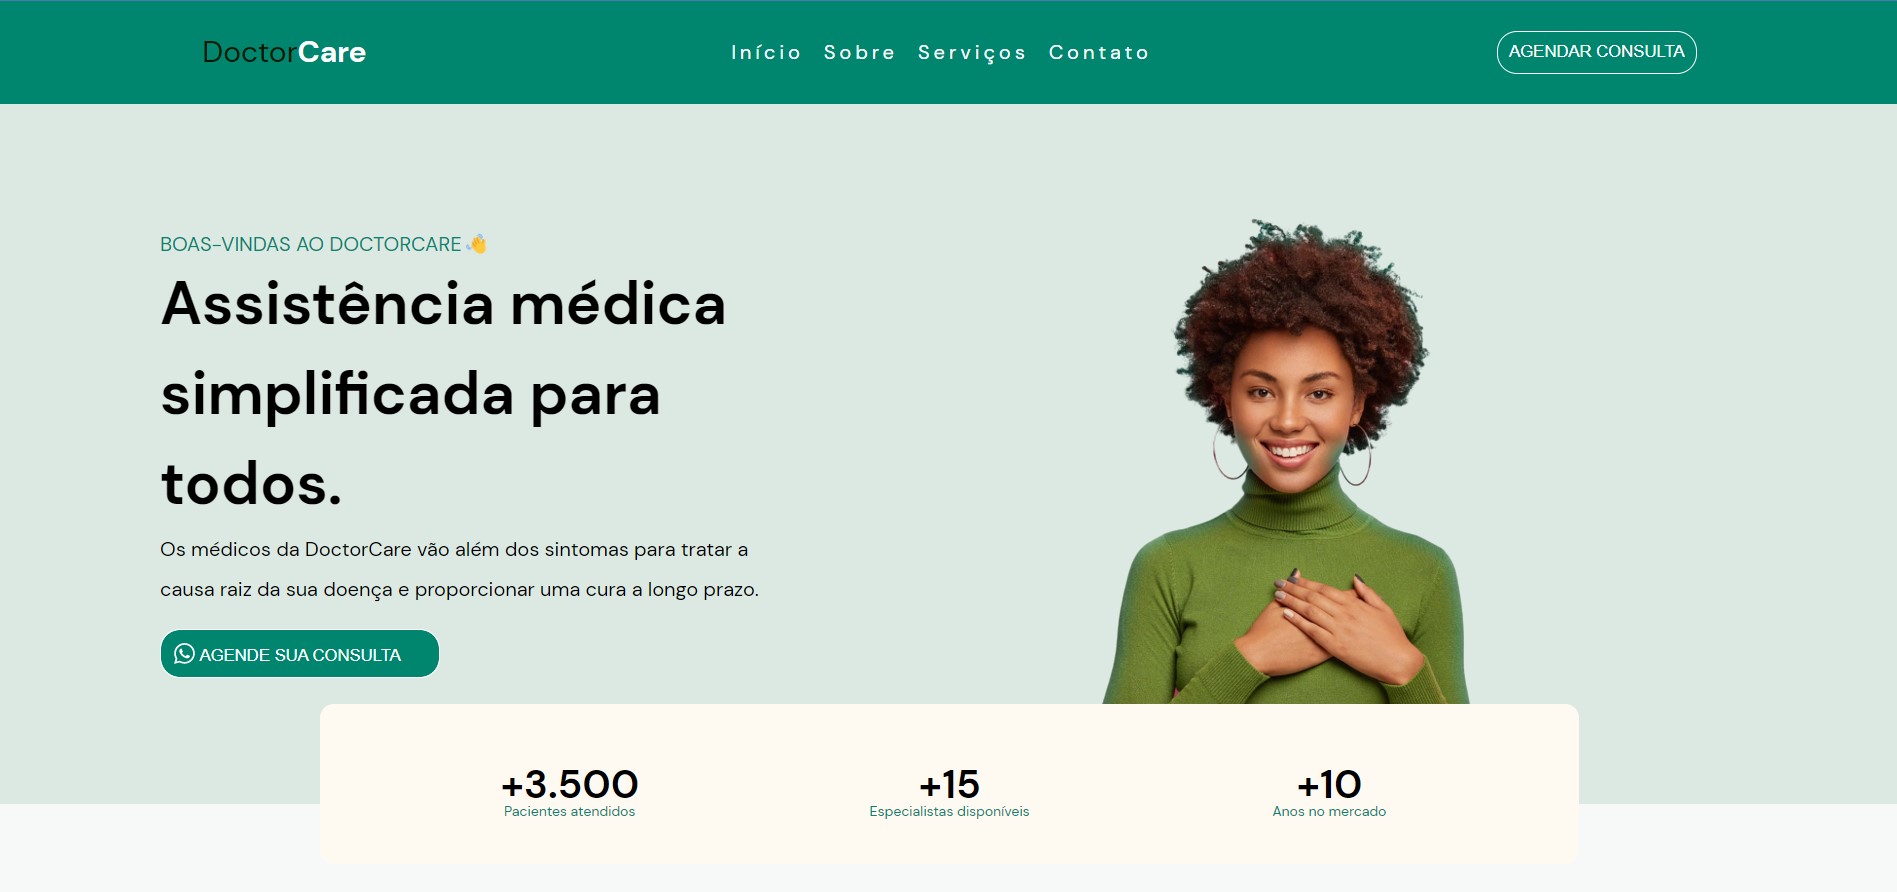 DoctorCare
Início Sobre Serviços Contato
AGENDAR CONSULTA
BOAS-VINDAS AO DOCTORCARE 👋
Assistência médica
simplificada para
todos.
Os médicos da DoctorCare vão além dos sintomas para tratar a
causa raiz da sua doença e proporcionar uma cura a longo prazo.
AGENDE SUA CONSULTA
+3.500
Pacientes atendidos
+15
Especialistas disponíveis
+10
Anos no mercado